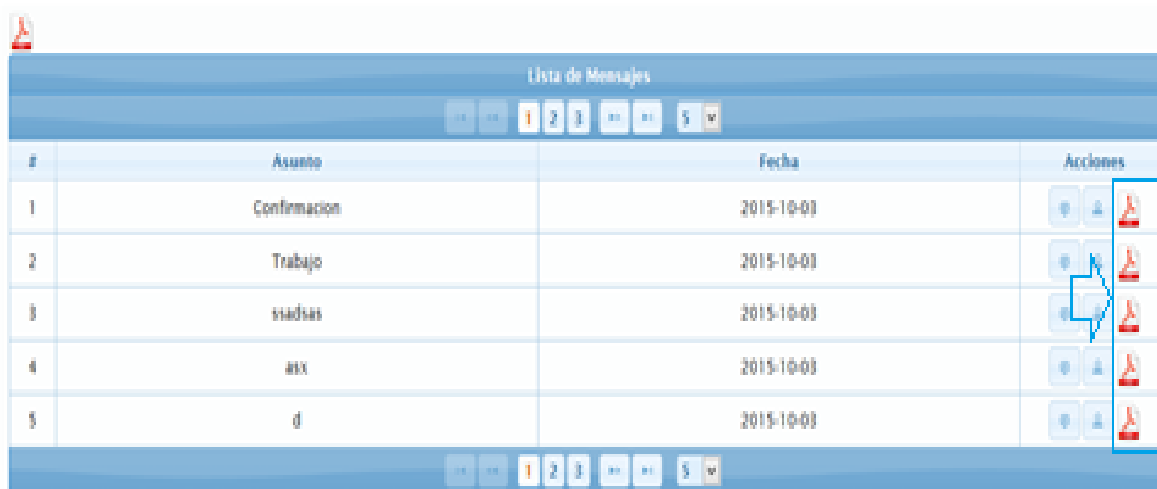 Lista de Mensajes
1 2 3 5
# Asunto Fecha Acciones
1 Confirmacion 2015-10-03
2 Trabajo 2015-10-03
3 ssadsas 2015-10-03
4 asx 2015-10-03
5 d 2015-10-03
1 2 3 5